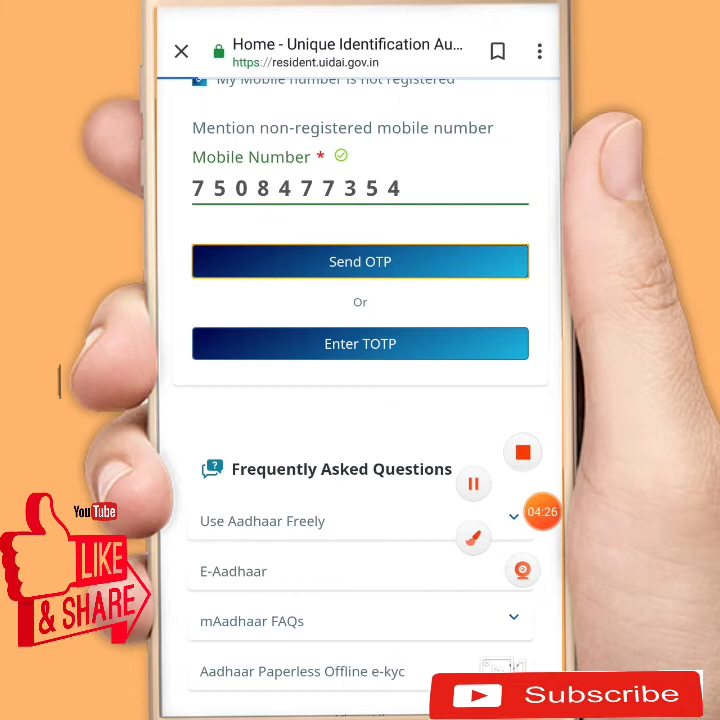 Home - Unique Identification Au...
https://resident.uidai.gov.in
My Mobile number is not registered
Mention non-registered mobile number
Mobile Number *
7508477354
Send OTP
Or
Enter TOTP
Frequently Asked Questions
Use Aadhaar Freely
04:26
E-Aadhaar
mAadhaar FAQs
Aadhaar Paperless Offline e-kyc
YouTube
LIKE
& SHARE
Subscribe